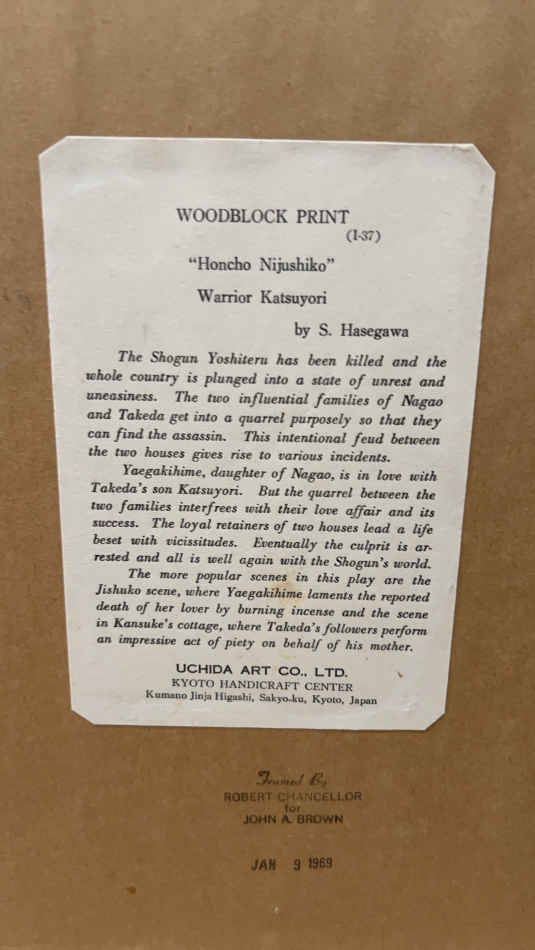 WOODBLOCK PRINT
(I-37)
“Honcho Nijushiko”
Warrior Katsuyori
by S. Hasegawa
The Shogun Yoshiteru has been killed and the
whole country is plunged into a state of unrest and
uneasiness. The two influential families of Nagao
and Takeda get into a quarrel purposely so that they
can find the assassin. This intentional feud between
the two houses gives rise to various incidents.
Yaegakihime, daughter of Nagao, is in love with
Takeda's son Katsuyori. But the quarrel between the
two families interfrees with their love affair and its
success. The loyal retainers of two houses lead a life
beset with vicissitudes. Eventually the culprit is ar-
rested and all is well again with the Shogun's world.
The more popular scenes in this play are the
Jishuko scene, where Yaegakihime laments the reported
death of her lover by burning incense and the scene
in Kansuke's cottage, where Takeda's followers perform
an impressive act of piety on behalf of his mother.
UCHIDA ART CO., LTD.
KYOTO HANDICRAFT CENTER
Kumano Jinja Higashi, Sakyo-ku, Kyoto, Japan
Framed By
ROBERT CHANCELLOR
for
JOHN A. BROWN
JAN 9 1969